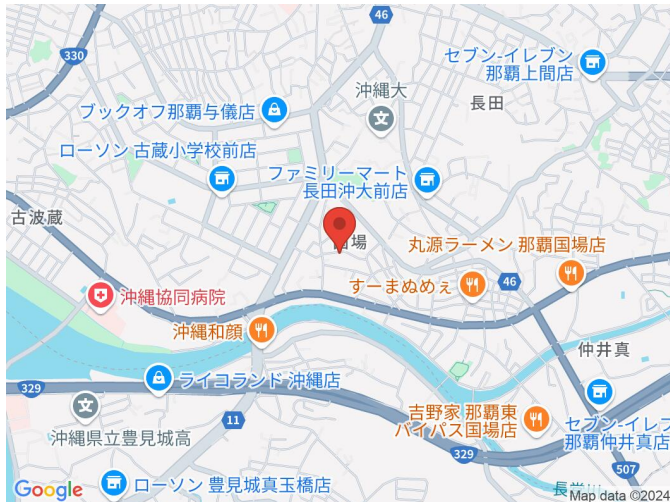 46
セブン-イレブン
那覇上間店
330
沖縄大
長田
ブックオフ那覇与儀店
ローソン 古蔵小学校前店
ファミリーマート
長田沖大前店
古波蔵
場
丸源ラーメン 那覇国場店
すーまぬめぇ
46
沖縄協同病院
沖縄和顔
仲井真
329
ライコランド 沖縄店
11
沖縄県立豊見城高
吉野家 那覇東
バイパス国場店
セブン-イレブ
那覇仲井真店
329
507
ローソン 豊見城真玉橋店
Google
Map data ©2024